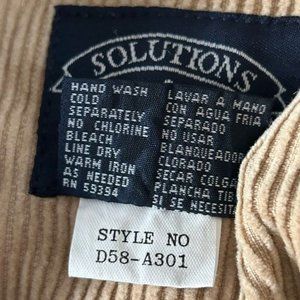 SOLUTIONS
HAND WASH
COLD
SEPARATELY
NO CHLORINE
BLEACH
LINE DRY
WARM IRON
AS NEEDED
RN 59394
LAVAR A MANO
CON AGUA FRIA
SEPARADO
NO USAR
BLANQUEADOR
CLORADO
SECAR COLGA
PLANCHA TIB
SI SE NECESITA
STYLE NO
D58-A301